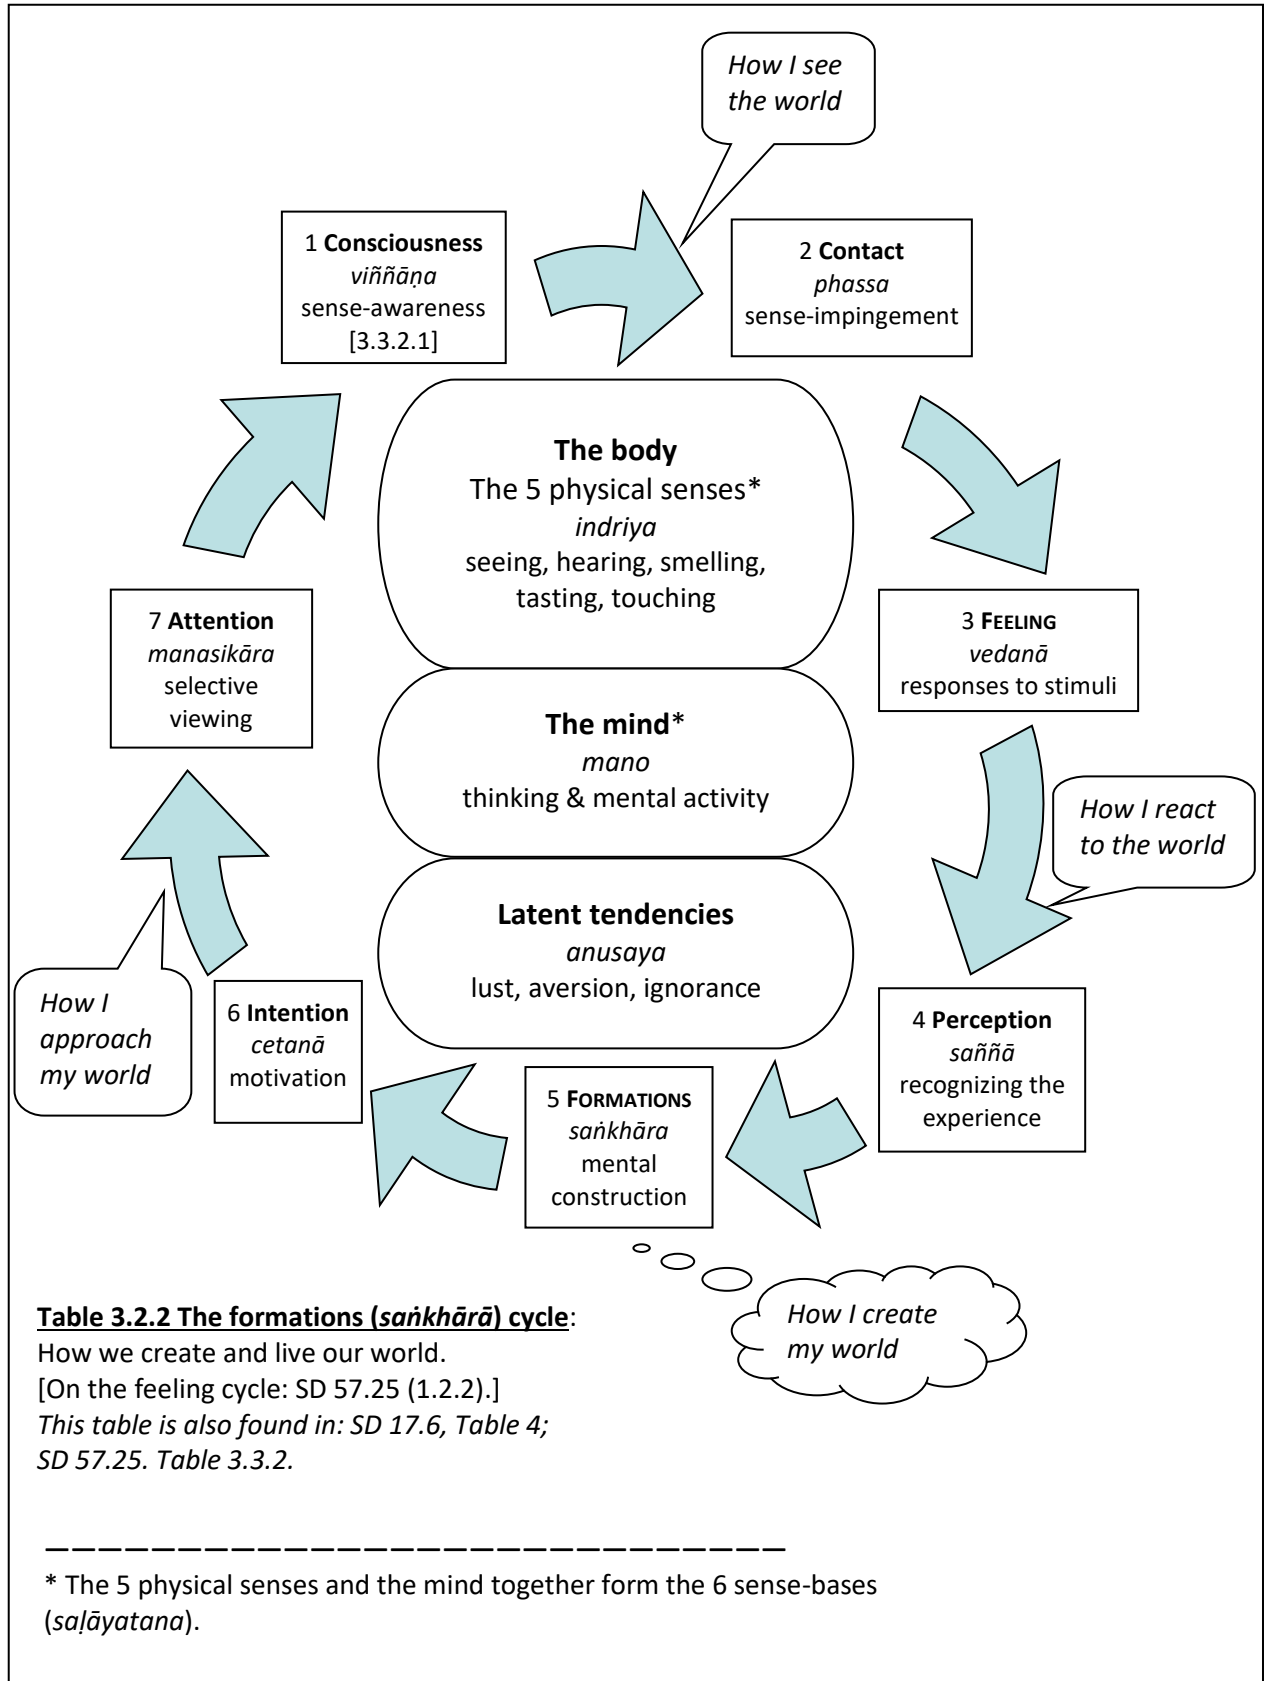 How I see
the world
1 Consciousness
viññāṇa
sense-awareness
[3.3.2.1]
2 Contact
phassa
sense-impingement
The body
The 5 physical senses*
indriya
seeing, hearing, smelling,
tasting, touching
7 Attention
manasikāra
selective
viewing
3 FEELING
vedanā
responses to stimuli
The mind*
mano
thinking & mental activity
How I react
to the world
Latent tendencies
anusaya
lust, aversion, ignorance
How I
approach
my world
6 Intention
cetanā
motivation
4 Perception
saññā
recognizing the
experience
5 FORMATIONS
saṅkhāra
mental
construction
How I create
my world
Table 3.2.2 The formations (saṅkhārā) cycle:
How we create and live our world.
[On the feeling cycle: SD 57.25 (1.2.2).]
This table is also found in: SD 17.6, Table 4;
SD 57.25. Table 3.3.2.
* The 5 physical senses and the mind together form the 6 sense-bases
(saḷāyatana).